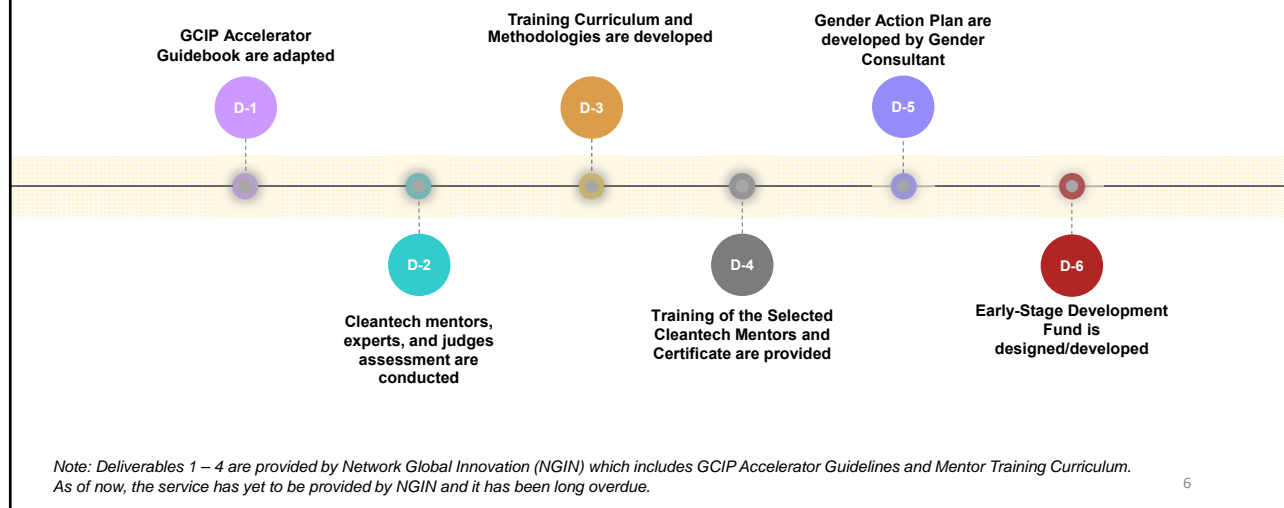 GCIP Accelerator
Guidebook are adapted
D-1
Cleantech mentors,
experts, and judges
assessment are
conducted
D-2
Training Curriculum and
Methodologies are developed
D-3
Training of the Selected
Cleantech Mentors and
Certificate are provided
D-4
Gender Action Plan are
developed by Gender
Consultant
D-5
Early-Stage Development
Fund is
designed/developed
D-6
Note: Deliverables 1 – 4 are provided by Network Global Innovation (NGIN) which includes GCIP Accelerator Guidelines and Mentor Training Curriculum.
As of now, the service has yet to be provided by NGIN and it has been long overdue.
6